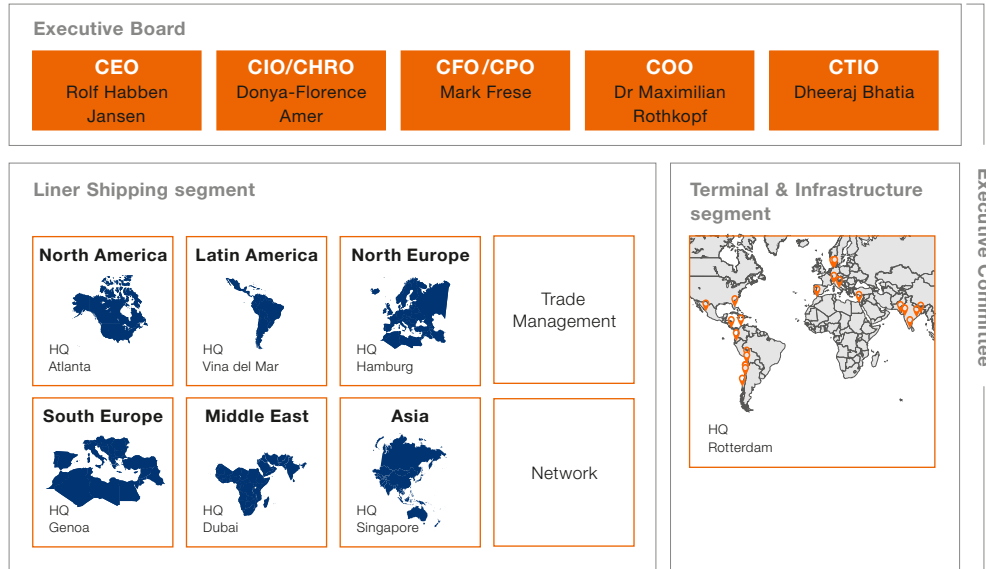 Executive Board
CEO
Rolf Habben
Jansen
CIO/CHRO
Donya-Florence
Amer
CFO/CPO
Mark Frese
COO
Dr Maximilian
Rothkopf
CTIO
Dheeraj Bhatia
Executive Committee
Liner Shipping segment
North America
HQ
Atlanta
Latin America
HQ
Vina del Mar
North Europe
HQ
Hamburg
Trade
Management
South Europe
HQ
Genoa
Middle East
HQ
Dubai
Asia
HQ
Singapore
Network
Terminal & Infrastructure
segment
HQ
Rotterdam